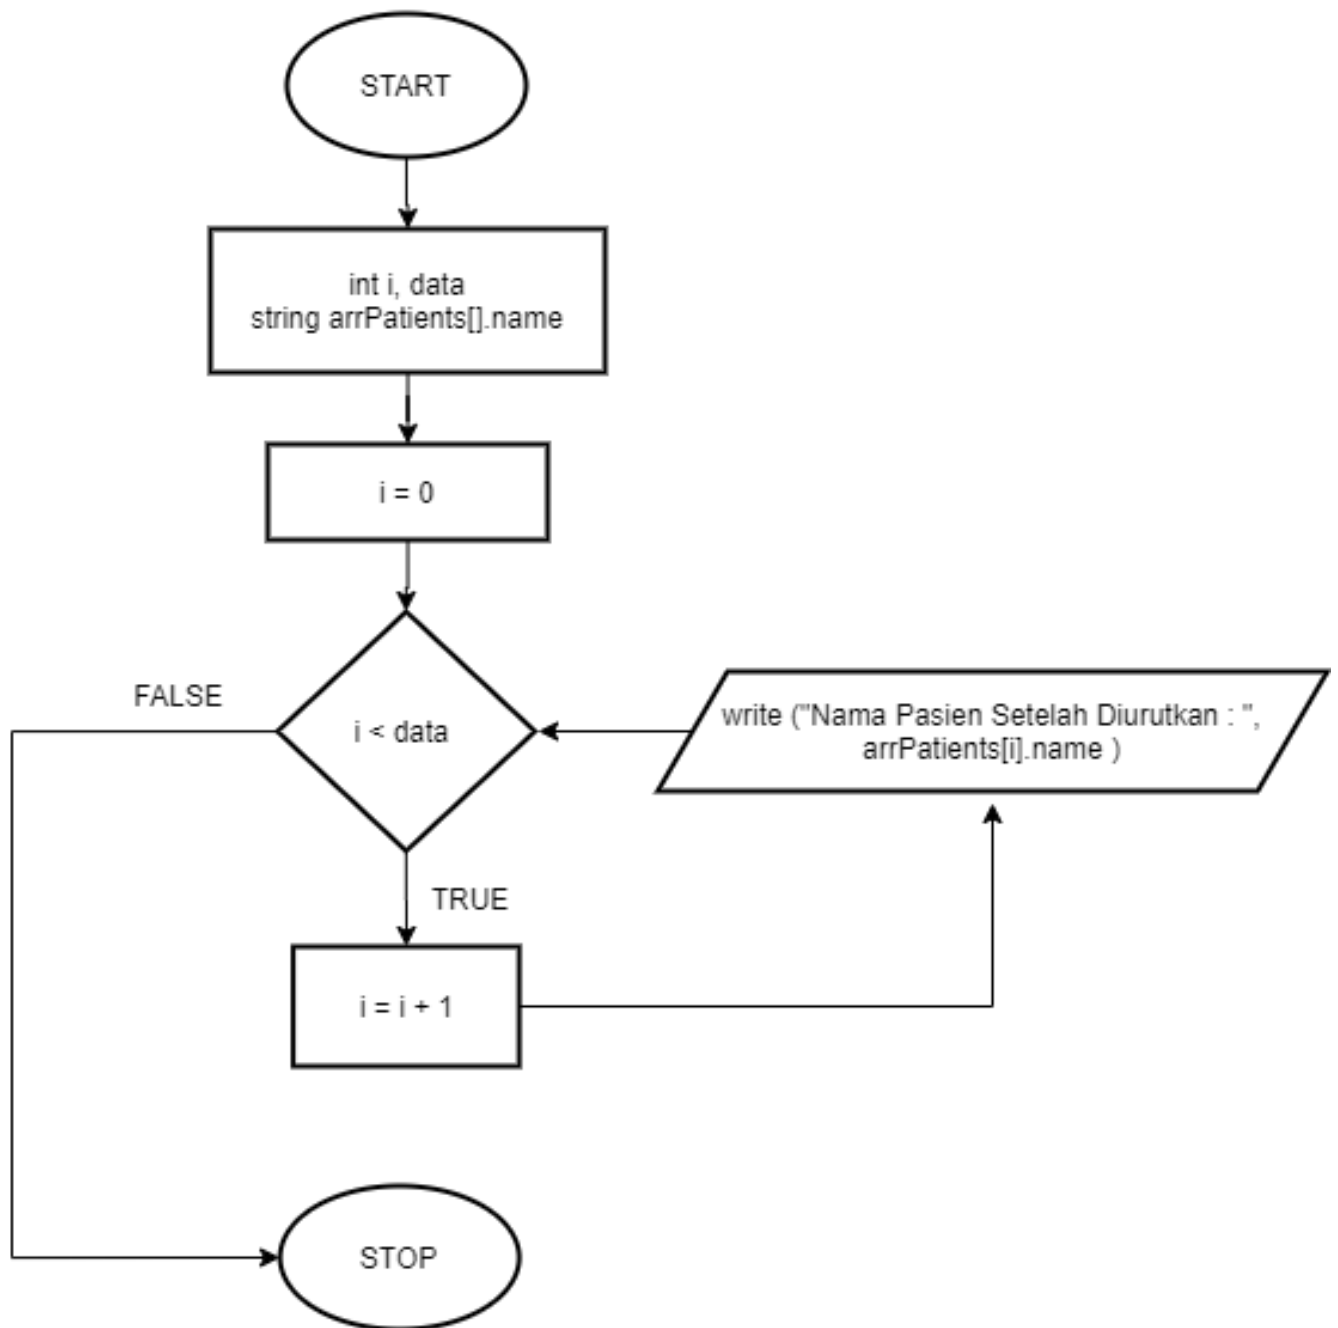 START
int i, data
string arrPatients[].name
i = 0
i < data
FALSE
TRUE
write ("Nama Pasien Setelah Diurutkan : ",
arrPatients[i].name )
i = i + 1
STOP